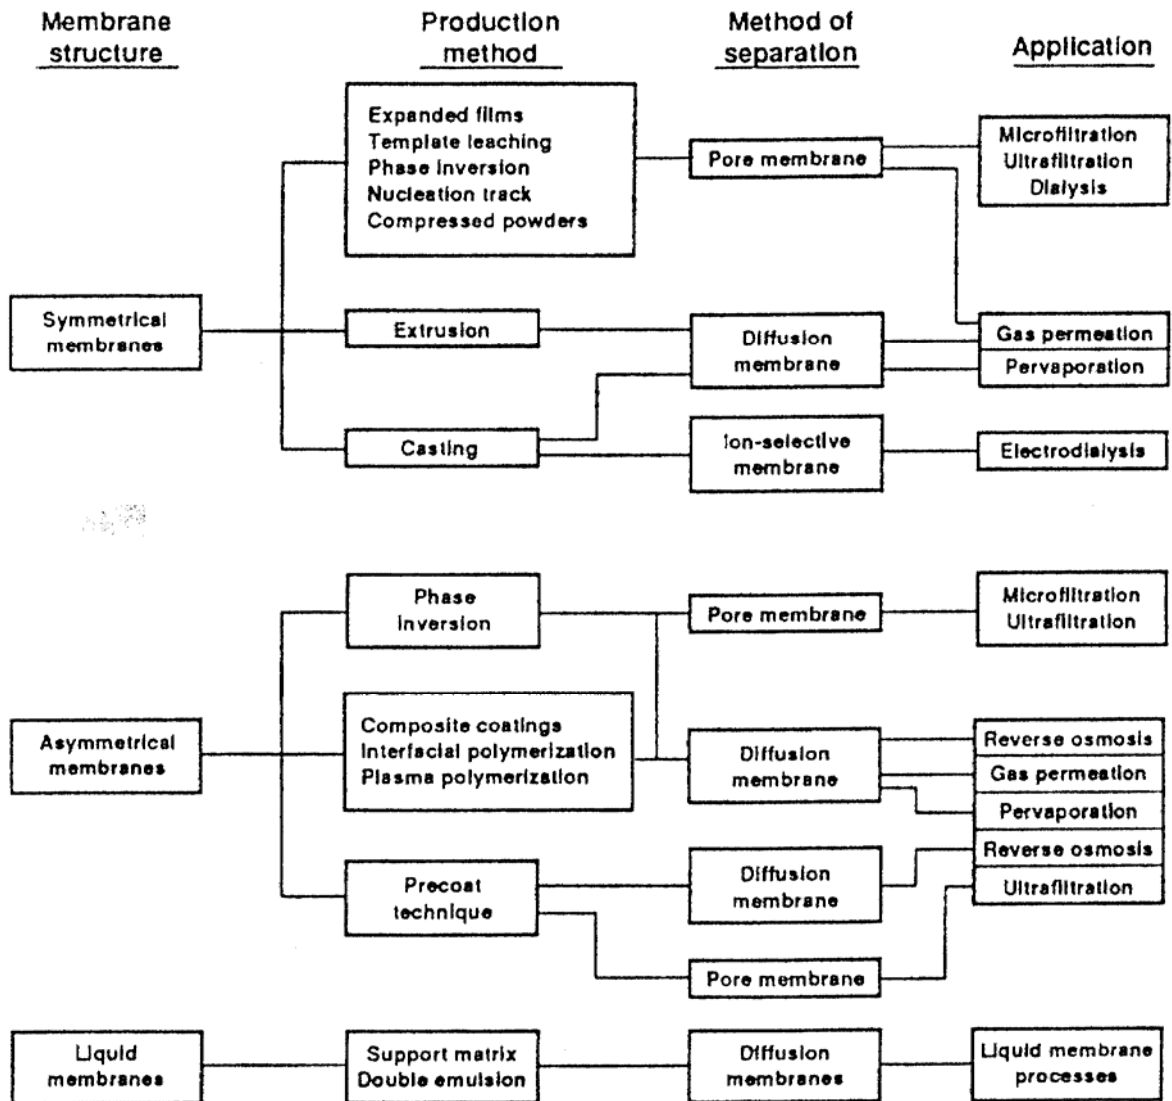 Membrane
structure
Production
method
Method of
separation
Application
Expanded films
Template leaching
Phase inversion
Nucleation track
Compressed powders
Pore membrane
Microfiltration
Ultrafiltration
Dialysis
Symmetrical
membranes
Extrusion
Diffusion
membrane
Gas permeation
Pervaporation
Casting
Ion-selective
membrane
Electrodialysis
Phase
inversion
Pore membrane
Microfiltration
Ultrafiltration
Asymmetrical
membranes
Composite coatings
Interfacial polymerization
Plasma polymerization
Diffusion
membrane
Reverse osmosis
Gas permeation
Pervaporation
Reverse osmosis
Ultrafiltration
Precoat
technique
Diffusion
membrane
Pore membrane
Liquid
membranes
Support matrix
Double emulsion
Diffusion
membranes
Liquid membrane
processes